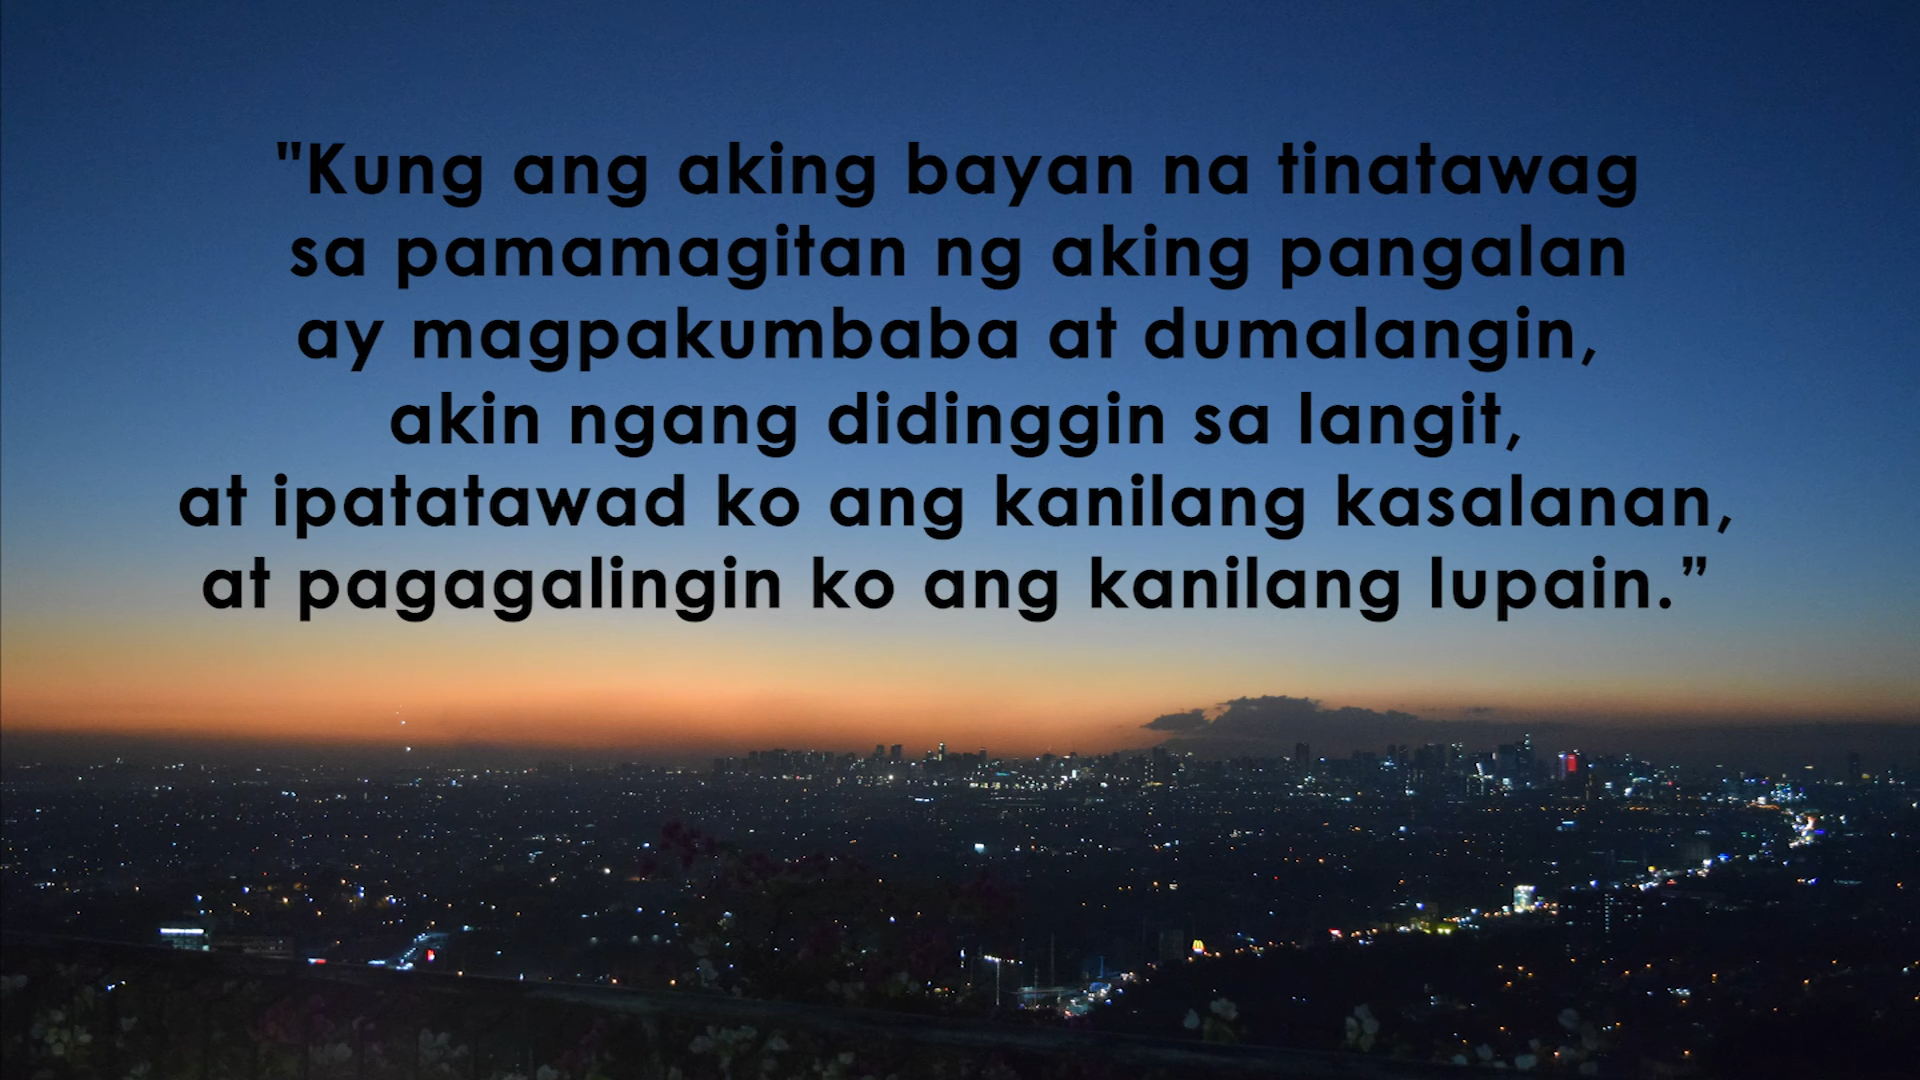 "Kung ang aking bayan na tinatawag
sa pamamagitan ng aking pangalan
ay magpakumbaba at dumalangin,
akin ngang didinggin sa langit,
at ipatatawad ko ang kanilang kasalanan,
at pagagalingin ko ang kanilang lupain.”